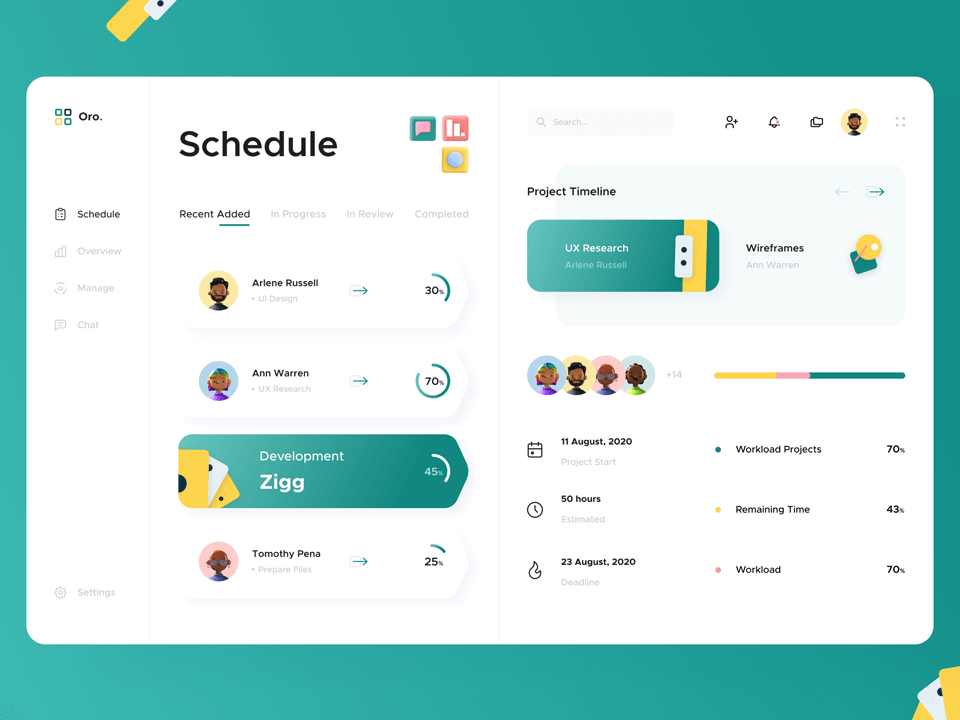 Oro.
Schedule
Overview
Manage
Chat
Settings
Schedule
Recent Added
In Progress
In Review
Completed
Arlene Russell
• UI Design
30%
Ann Warren
• UX Research
70%
Development
Zigg
45%
Tomothy Pena
• Prepare Files
25%
Search...
Project Timeline
UX Research
Arlene Russell
Wireframes
Ann Warren
+14
11 August, 2020
Project Start
50 hours
Estimated
23 August, 2020
Deadline
Workload Projects
70%
Remaining Time
43%
Workload
70%